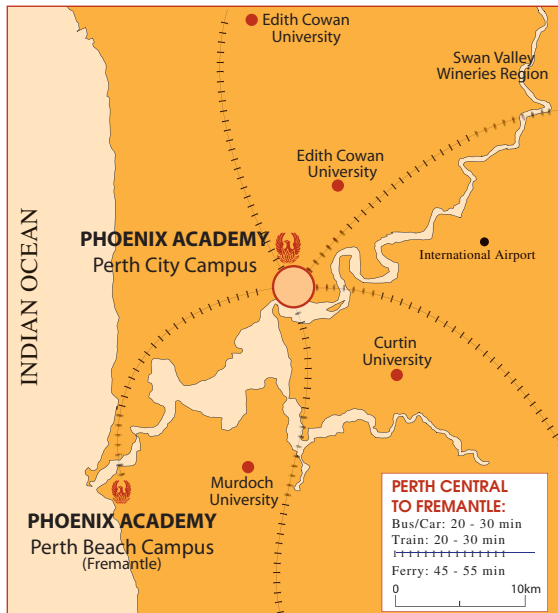 Edith Cowan
University
Swan Valley
Wineries Region
Edith Cowan
University
INDIAN OCEAN
PHOENIX ACADEMY
Perth City Campus
International Airport
Curtin
University
Murdoch
University
PHOENIX ACADEMY
Perth Beach Campus
(Fremantle)
PERTH CENTRAL
TO FREMANTLE:
Bus/Car: 20 - 30 min
Train: 20 - 30 min
Ferry: 45 - 55 min
0 10km